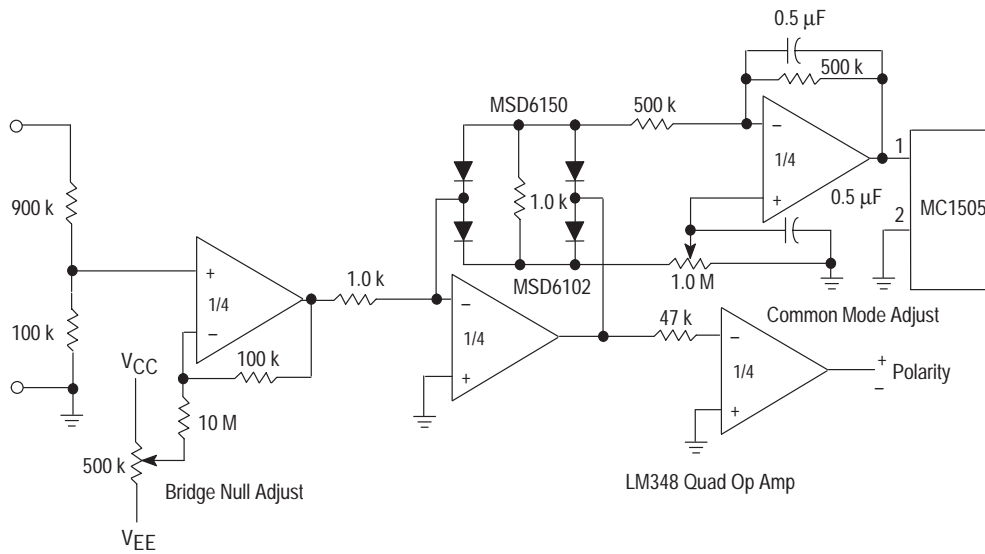 0.5 µF
500 k
MSD6150
500 k
−
1/4
+
1
0.5 µF
2
MC1505
900 k
1.0 k
+
1/4
−
1.0 k
MSD6102
1.0 M
Common Mode Adjust
100 k
−
1/4
+
47 k
−
1/4
+
+
− Polarity
VCC
100 k
10 M
500 k
Bridge Null Adjust
LM348 Quad Op Amp
VEE